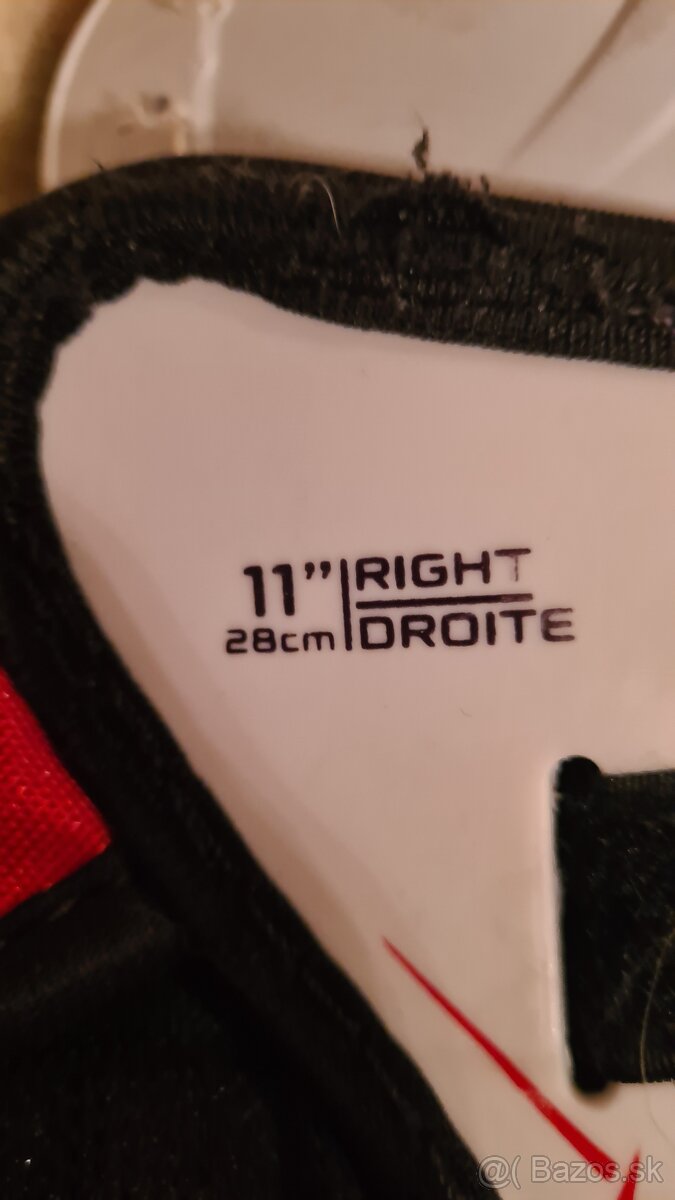 11” RIGHT
28cm DROITE
@( Bazos.sk